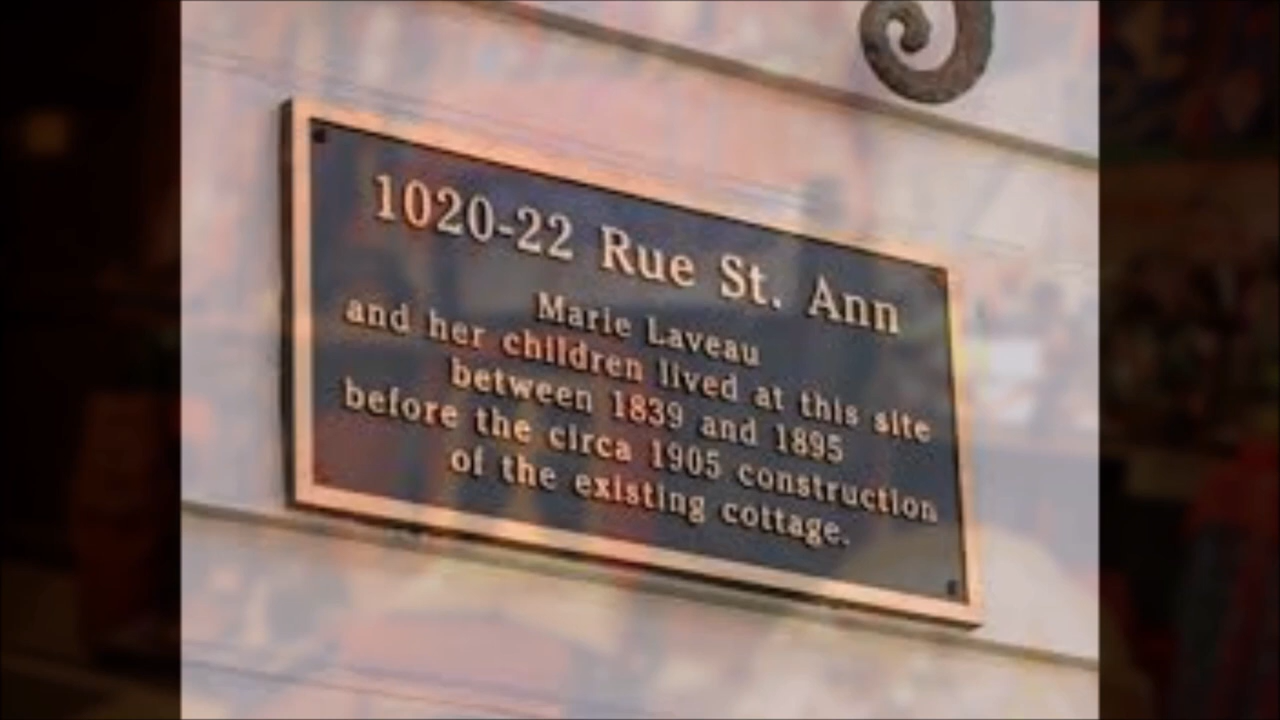 1020-22 Rue St. Ann
Marie Laveau
and her children lived at this site
between 1839 and 1895
before the circa 1905 construction
of the existing cottage.